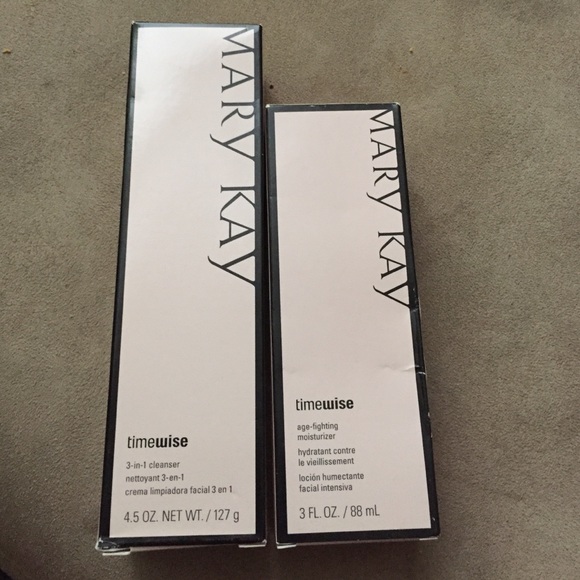 MARY KAY
timewise
3-in-1 cleanser
nettoyant 3-en-1
crema limpiadora facial 3 en 1
4.5 OZ. NET WT. / 127 g
MARY KAY
timewise
age-fighting
moisturizer
hydratant contre
le vieillissement
loción humectante
facial intensiva
3 FL. OZ. / 88 mL